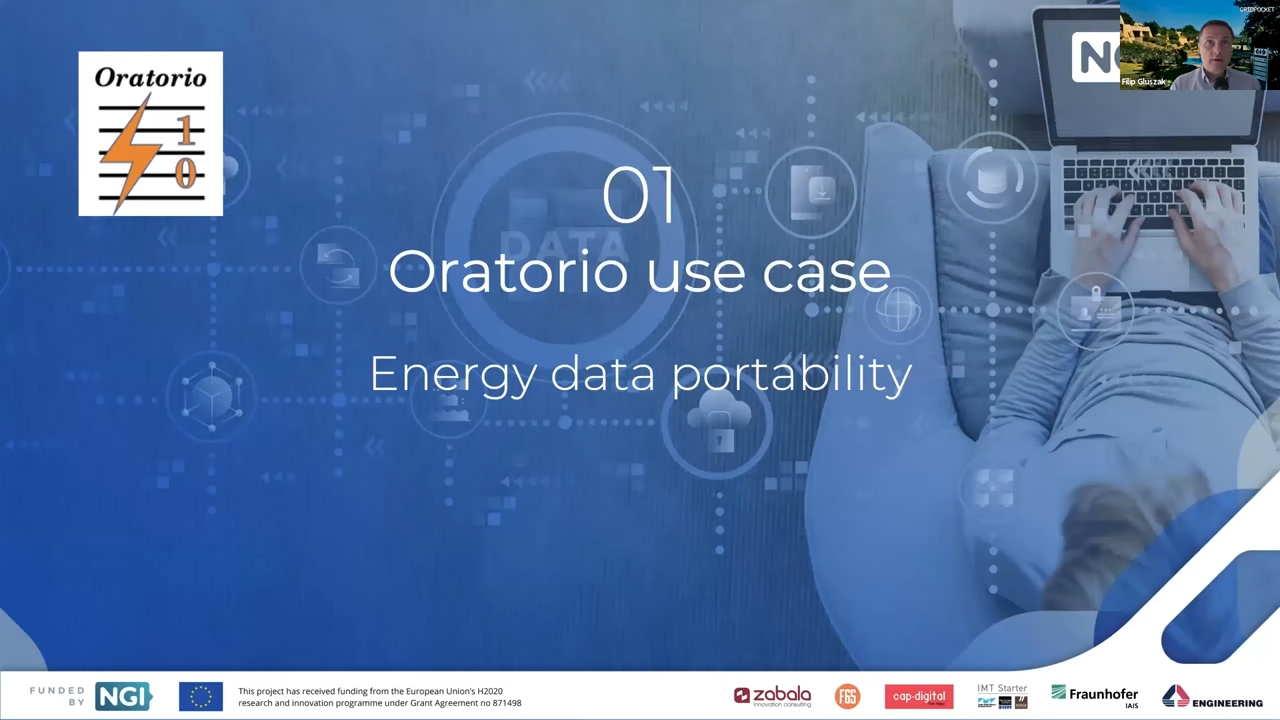 Oratorio
1
0
GRIDPOCKET
Filip Gluszak
DATA
01
Oratorio use case
Energy data portability
FUNDED
BY
NGI
This project has received funding from the European Union's H2020
research and innovation programme under Grant Agreement no 871498
zabala
innovation consulting
FGS
cap·digital
IMT Starter
Fraunhofer
IAIS
ENGINEERING